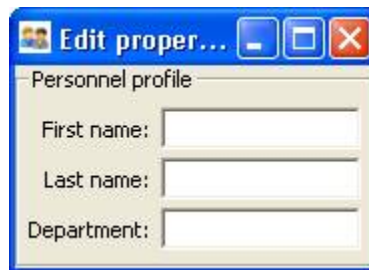 Edit proper...
Personnel profile
First name:
Last name:
Department: